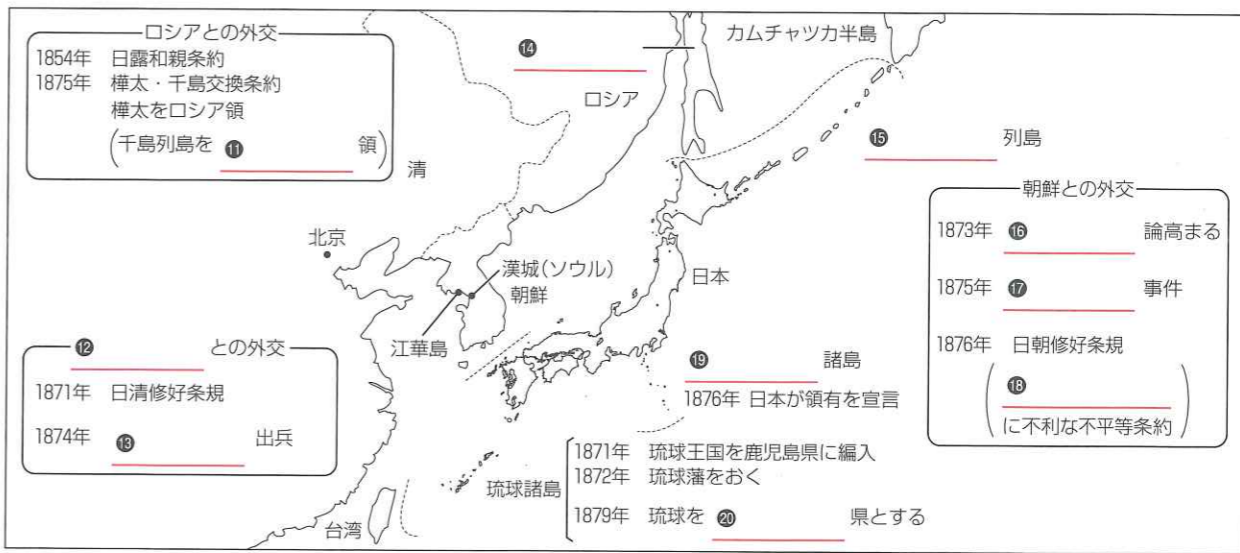 ロシアとの外交
1854年 日露和親条約
1875年 樺太・千島交換条約
樺太をロシア領
(千島列島を ⓫ 領)
清
⓮
ロシア
カムチャツカ半島
⓯ 列島
北京
漢城(ソウル)
朝鮮
江華島
日本
⓬ との外交
1871年 日清修好条規
1874年 ⓭ 出兵
台湾
朝鮮との外交
1873年 ⓰ 論高まる
1875年 ⓱ 事件
1876年 日朝修好条規
(⓲
に不利な不平等条約)
⓳ 諸島
1876年 日本が領有を宣言
琉球諸島
1871年 琉球王国を鹿児島県に編入
1872年 琉球藩をおく
1879年 琉球を ⓴ 県とする